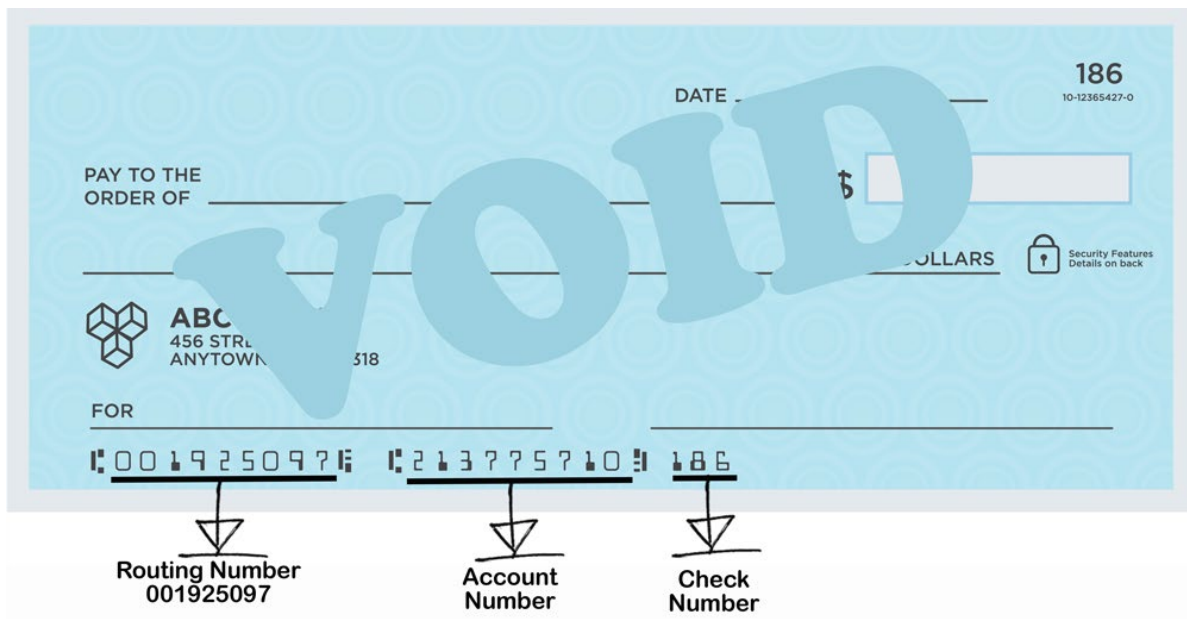 186
10-12365427-0
DATE
PAY TO THE
ORDER OF
$
DOLLARS
Security Features
Details on back
VOID
ABC
456
ANYTOWN 318
FOR
001925097 213775710 186
Routing Number
001925097
Account
Number
Check
Number